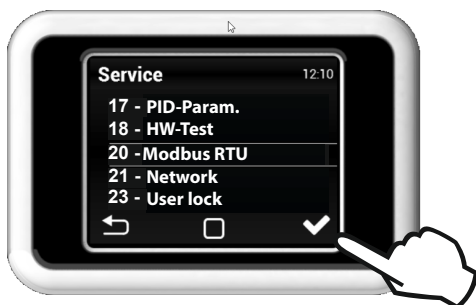 Service 12:10
17 - PID-Param.
18 - HW-Test
20 -Modbus RTU
21 - Network
23 - User lock